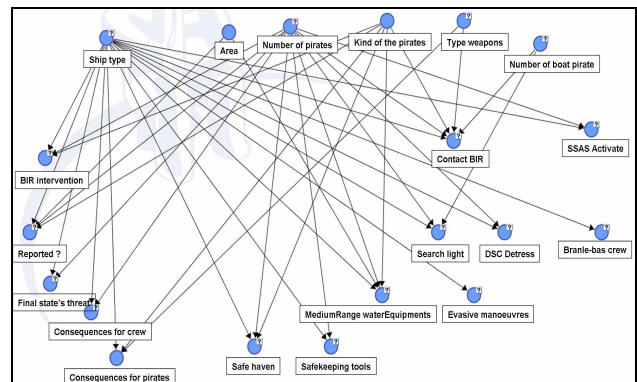 Ship type
Area
Number of pirates
Kind of the pirates
Type weapons
Number of boat pirate
SSAS Activate
Contact BIR
BIR intervention
Reported ?
Search light
DSC Detress
Branle-bas crew
Final state's threat
MediumRange waterEquipments
Evasive manoeuvres
Consequences for crew
Safe haven
Safekeeping tools
Consequences for pirates